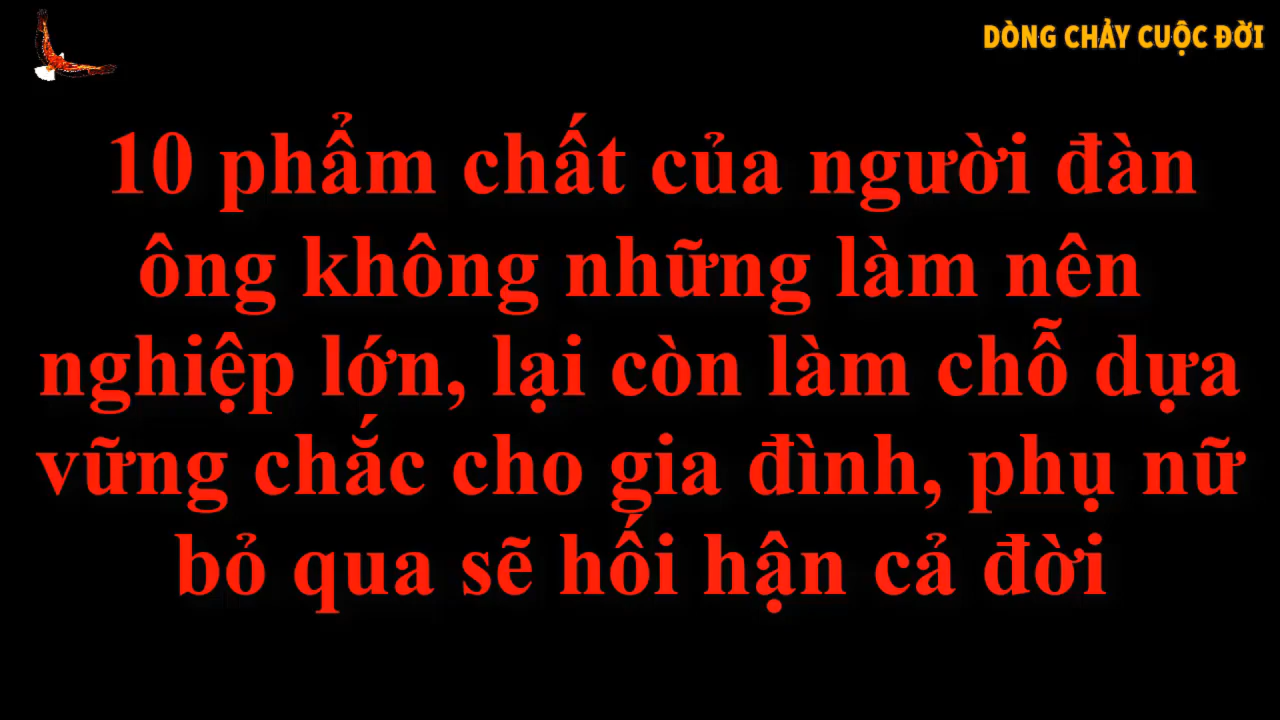 DÒNG CHẢY CUỘC ĐỜI
10 phẩm chất của người đàn
ông không những làm nên
nghiệp lớn, lại còn làm chỗ dựa
vững chắc cho gia đình, phụ nữ
bỏ qua sẽ hối hận cả đời